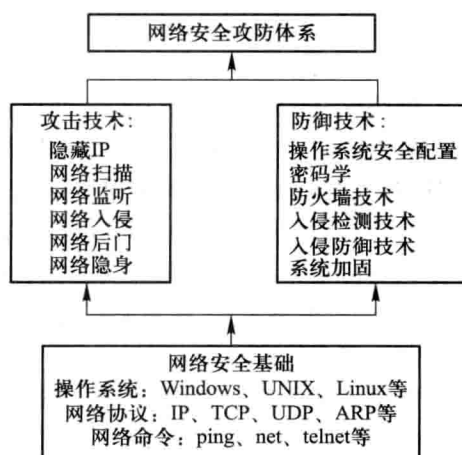 网络安全攻防体系
攻击技术：
隐藏IP
网络扫描
网络监听
网络入侵
网络后门
网络隐身
防御技术：
操作系统安全配置
密码学
防火墙技术
入侵检测技术
入侵防御技术
系统加固
网络安全基础
操作系统：Windows、UNIX、Linux等
网络协议：IP、TCP、UDP、ARP等
网络命令：ping、net、telnet等